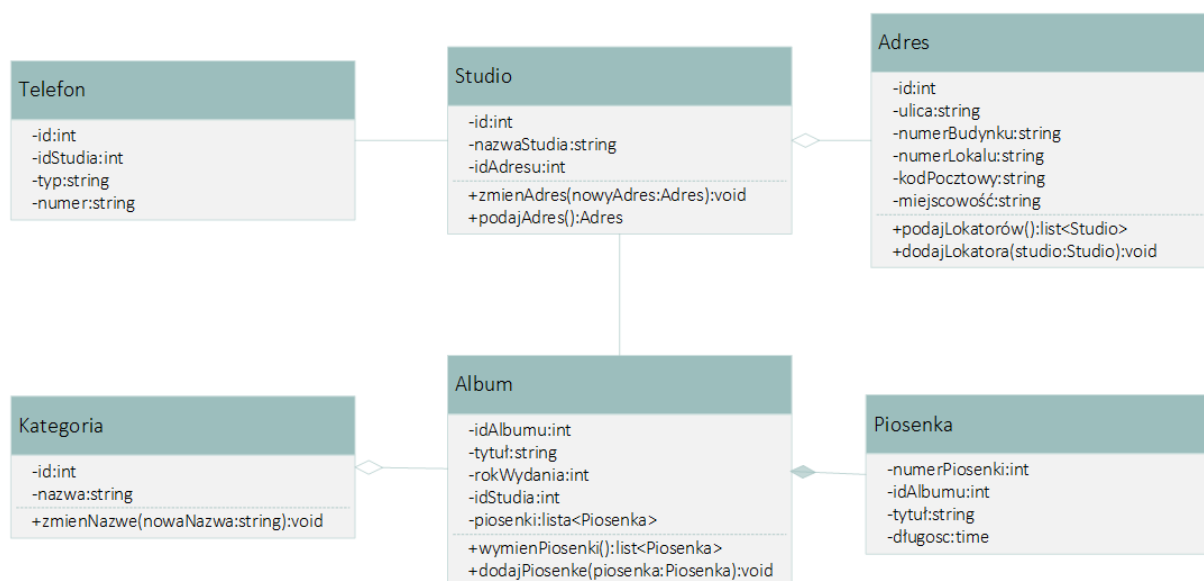 Telefon
-id:int
-idStudia:int
-typ:string
-numer:string
Studio
-id:int
-nazwaStudia:string
-idAdresu:int
+zmienAdres(nowyAdres:Adres):void
+podajAdres():Adres
Adres
-id:int
-ulica:string
-numerBudynku:string
-numerLokalu:string
-kodPocztowy:string
-miejscowość:string
+podajLokatorów():list<Studio>
+dodajLokatora(studio:Studio):void
Kategoria
-id:int
-nazwa:string
+zmienNazwe(nowaNazwa:string):void
Album
-idAlbumu:int
-tytuł:string
-rokWydania:int
-idStudia:int
-piosenki:lista<Piosenka>
+wymienPiosenki():list<Piosenka>
+dodajPiosenke(piosenka:Piosenka):void
Piosenka
-numerPiosenki:int
-idAlbumu:int
-tytuł:string
-długosc:time